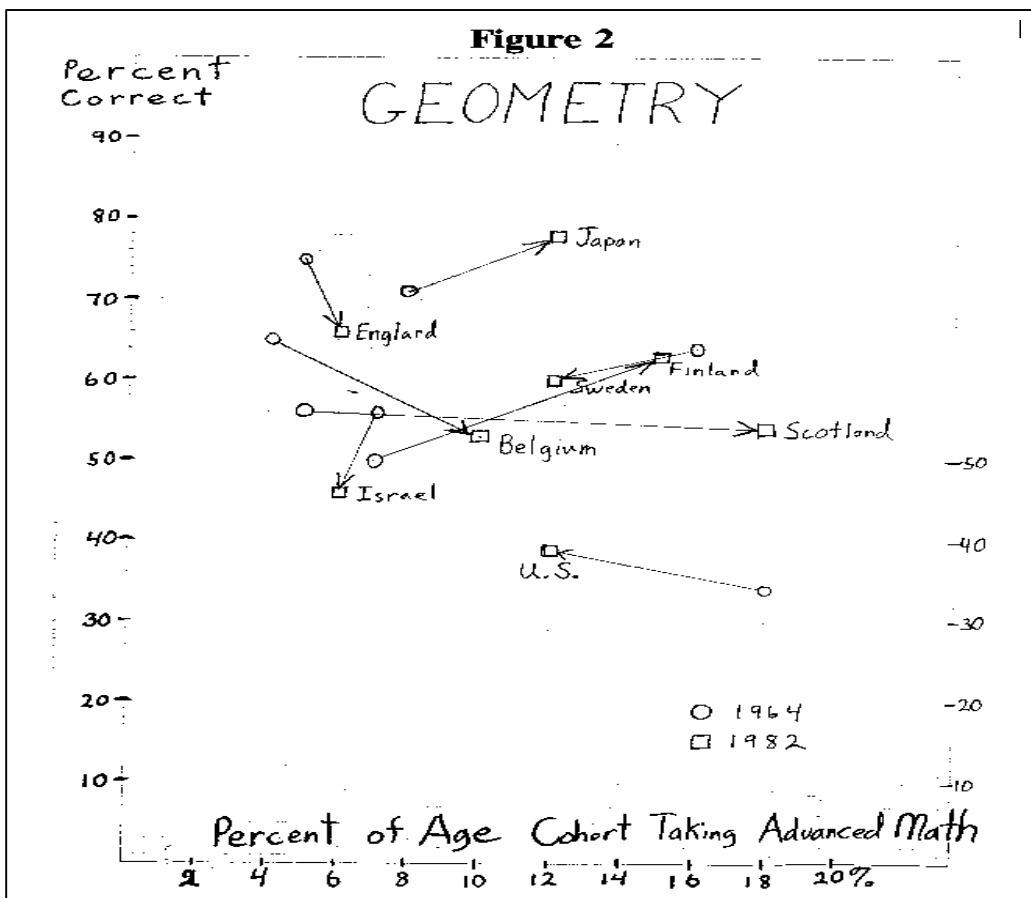 Figure 2
Percent
Correct
GEOMETRY
90
80
Japan
70
England
60
Finland
Sweden
Scotland
Belgium
50
50
Israel
40
40
U.S.
30
30
20
20
1964
1982
10
10
Percent of Age Cohort Taking Advanced Math
2 4 6 8 10 12 14 16 18 20%